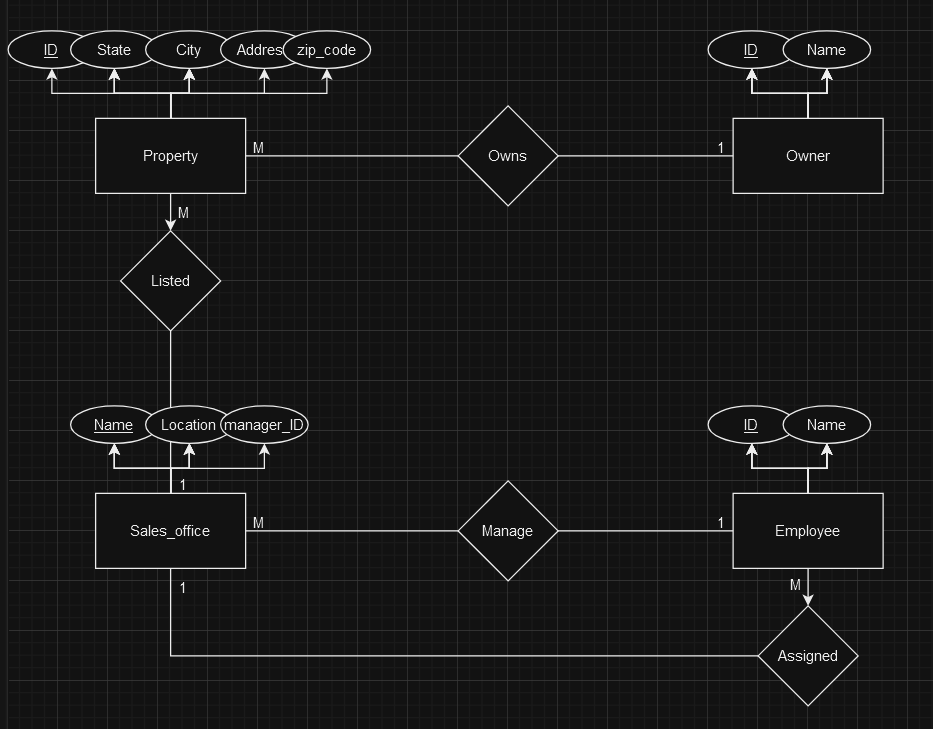 ID
State
City
Addres
zip_code
ID
Name
Property
M
Owns
1
Owner
M
Listed
Name
Location
manager_ID
ID
Name
1
Sales_office
M
Manage
1
Employee
1
M
Assigned